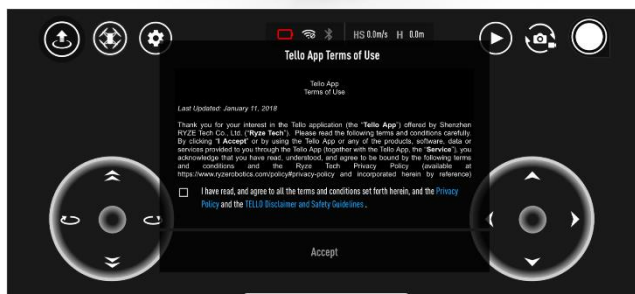 HS 0.0m/s H 0.0m
Tello App Terms of Use
Tello App
Terms of Use
Last Updated: January 11, 2018
Thank you for your interest in the Tello application (the "Tello App") offered by Shenzhen
RYZE Tech Co., Ltd. ("Ryze Tech"). Please read the following terms and conditions carefully.
By clicking "I Accept" or by using the Tello App or any of the products, software, data or
services provided to you through the Tello App (together with the Tello App, the "Service"), you
acknowledge that you have read, understood, and agree to be bound by the following terms
and conditions and the Ryze Tech Privacy Policy (available at
https://www.ryzerobotics.com/policy#privacy-policy and incorporated herein by reference)
I have read, and agree to all the terms and conditions set forth herein, and the Privacy
Policy and the TELLO Disclaimer and Safety Guidelines .
Accept